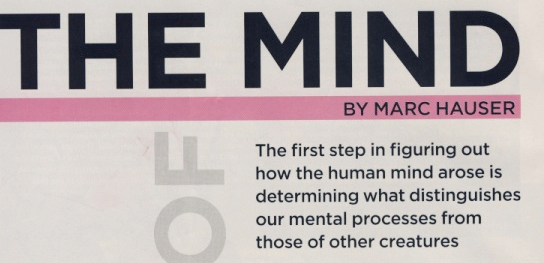 THE MIND
BY MARC HAUSER
OF
The first step in figuring out
how the human mind arose is
determining what distinguishes
our mental processes from
those of other creatures